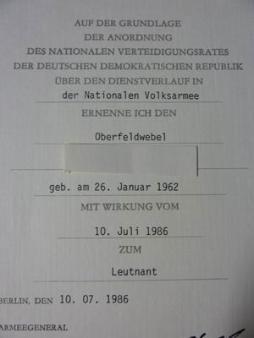 AUF DER GRUNDLAGE
DER ANORDNUNG
DES NATIONALEN VERTEIDIGUNGSRATES
DER DEUTSCHEN DEMOKRATISCHEN REPUBLIK
ÜBER DEN DIENSTVERLAUF IN
der Nationalen Volksarmee
ERNENNE ICH DEN
Oberfeldwebel
geb. am 26. Januar 1962
MIT WIRKUNG VOM
10. Juli 1986
ZUM
Leutnant
BERLIN, DEN 10. 07. 1986
ARMEEGENERAL